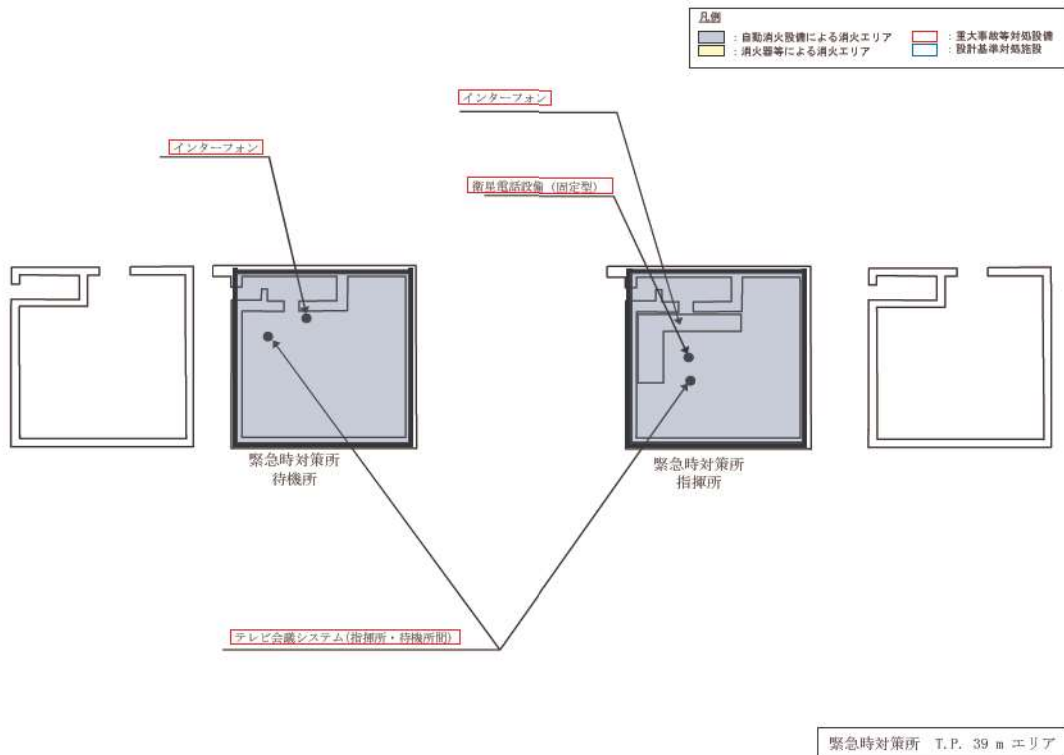 凡例
：自動消火設備による消火エリア
：重大事故等対処設備
：消火器等による消火エリア
：設計基準対処施設
インターフォン
インターフォン
衛星電話設備（固定型）
緊急時対策所
待機所
緊急時対策所
指揮所
テレビ会議システム(指揮所・待機所間)
緊急時対策所 T.P. 39 m エリア